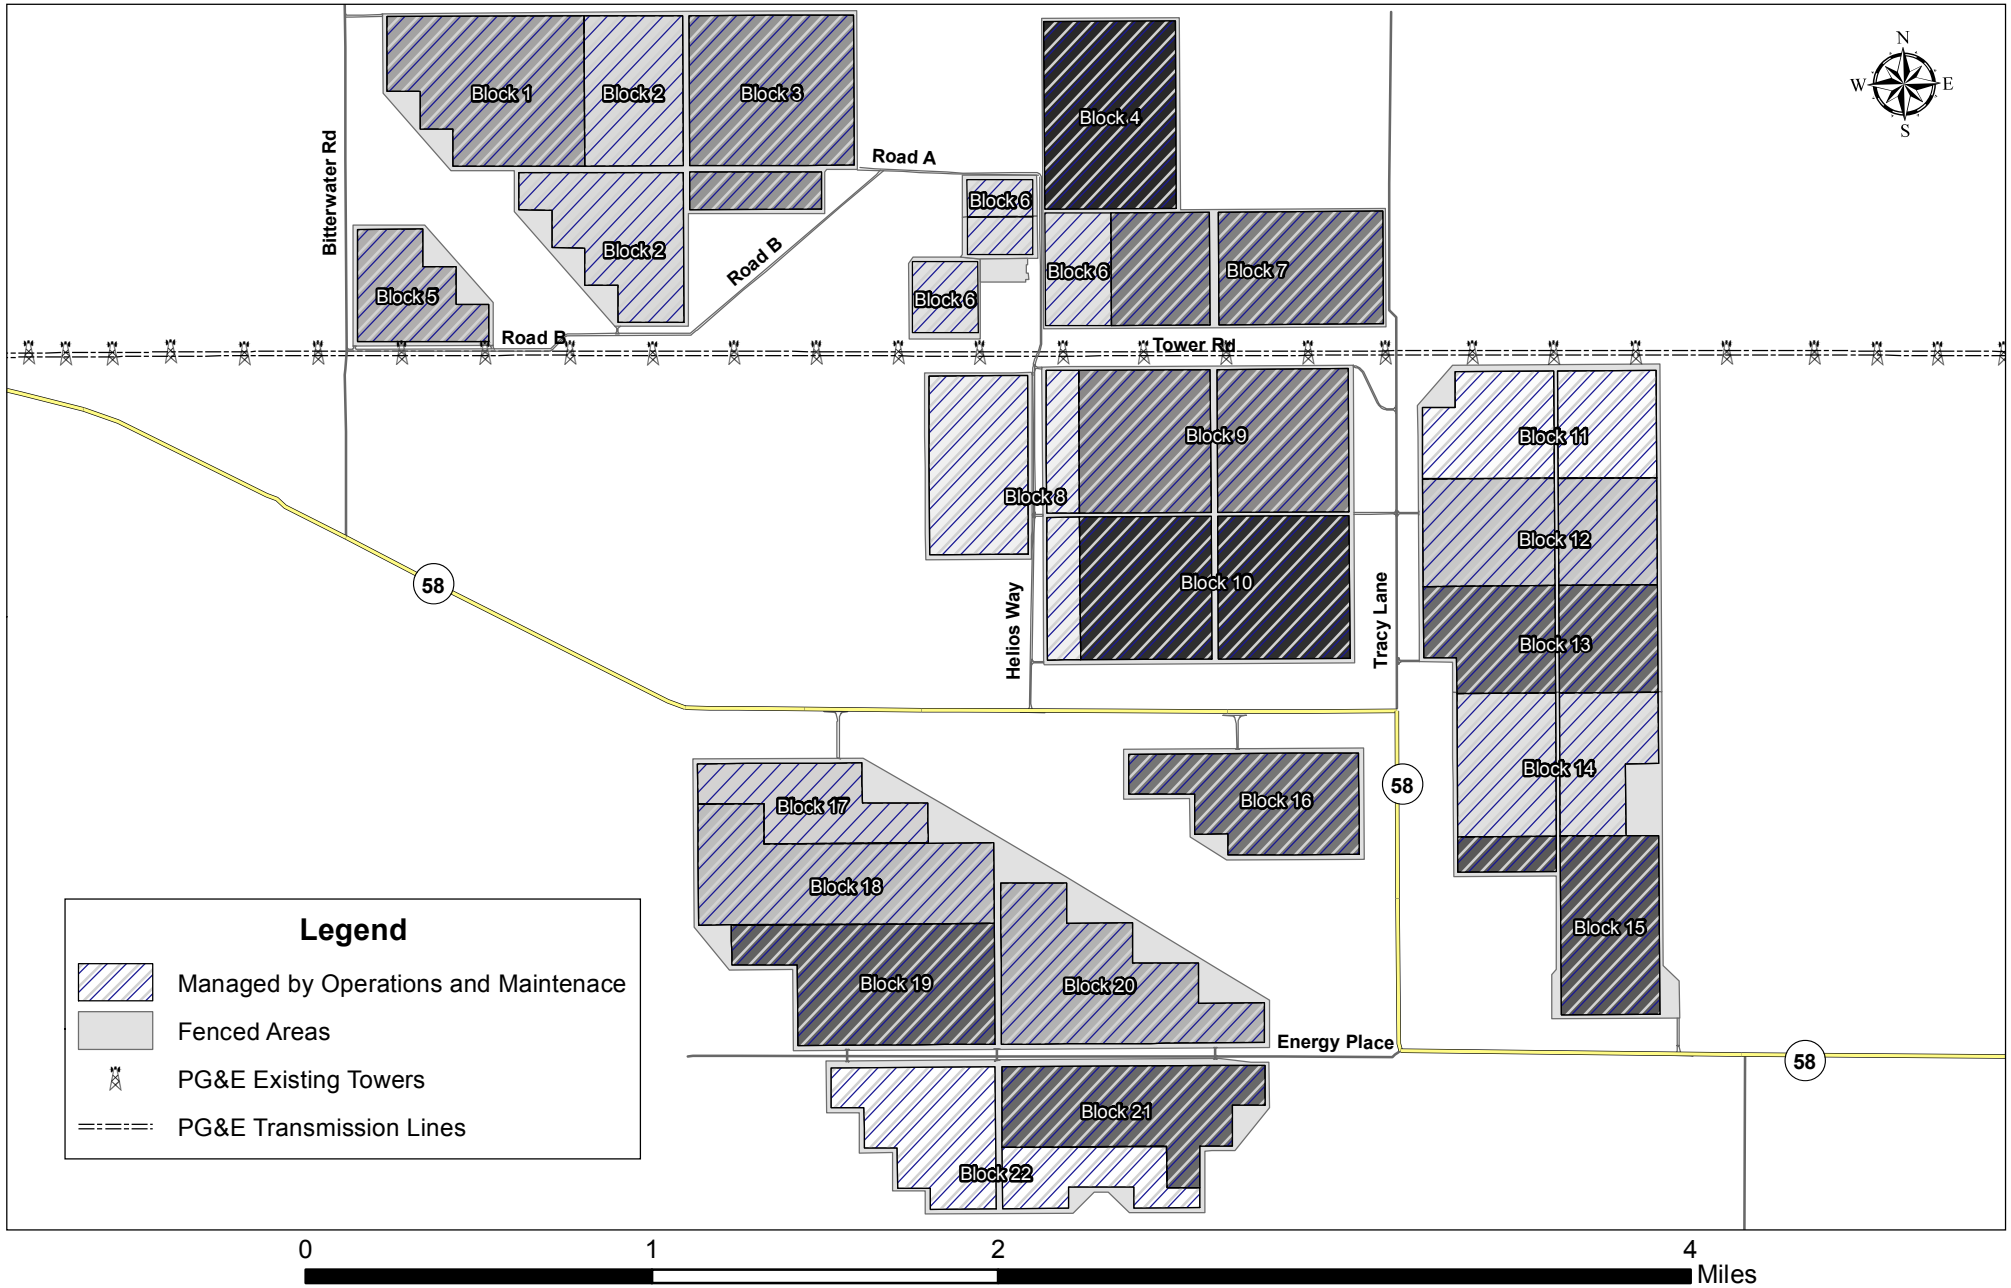 N
W E
S
Block 1
Block 2
Block 3
Block 4
Road A
Bitterwater Rd
Block 6
Block 2
Road B
Block 6
Block 7
Block 5
Block 6
Road B
Tower Rd
Block 9
Block 11
Block 8
Block 12
58
Block 10
Helios Way
Tracy Lane
Block 13
Block 14
58
Block 17
Block 16
Block 18
Block 15
Block 19
Block 20
Energy Place
58
Block 21
Block 22
Legend
Managed by Operations and Maintenace
Fenced Areas
PG&E Existing Towers
PG&E Transmission Lines
0 1 2 4
Miles